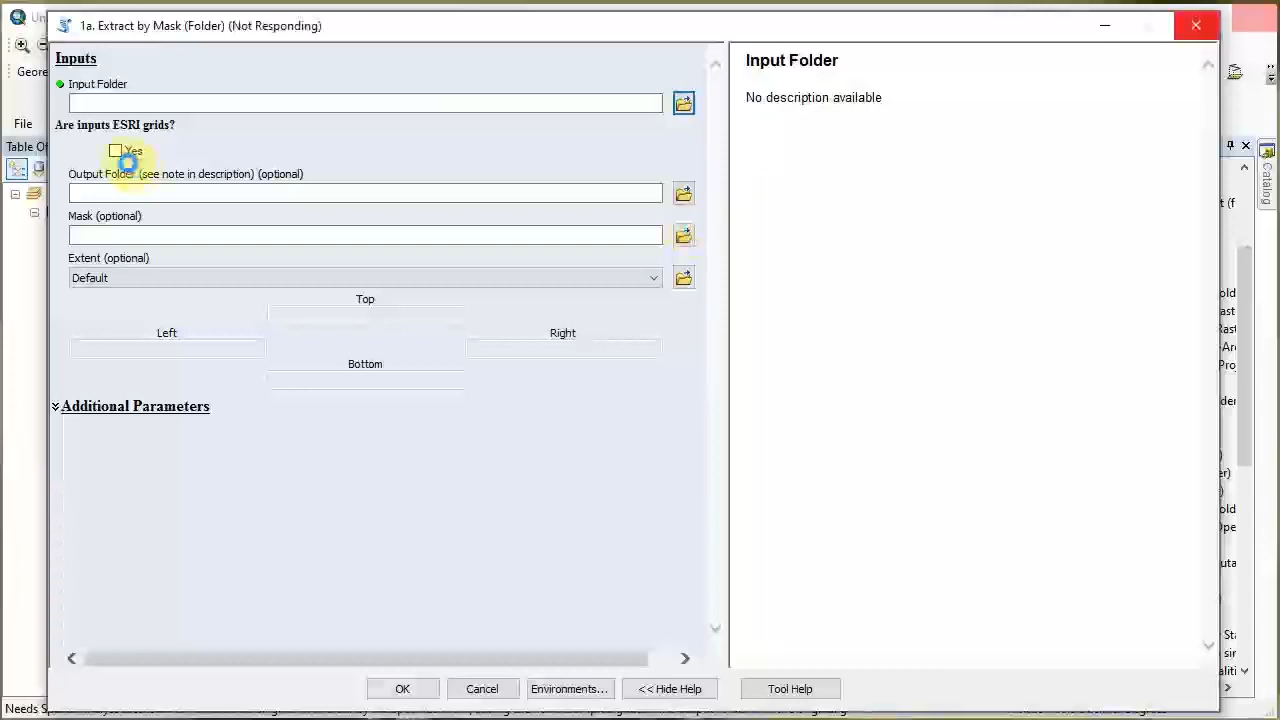 Un
1a. Extract by Mask (Folder) (Not Responding)
Geore
File
Table Of
Inputs
Input Folder
Are inputs ESRI grids?
Yes
Output Folder (see note in description) (optional)
Mask (optional)
Extent (optional)
Default
Top
Left
Right
Bottom
Additional Parameters
OK
Cancel
Environments...
<< Hide Help
Tool Help
Input Folder
No description available
Catalog
Needs S